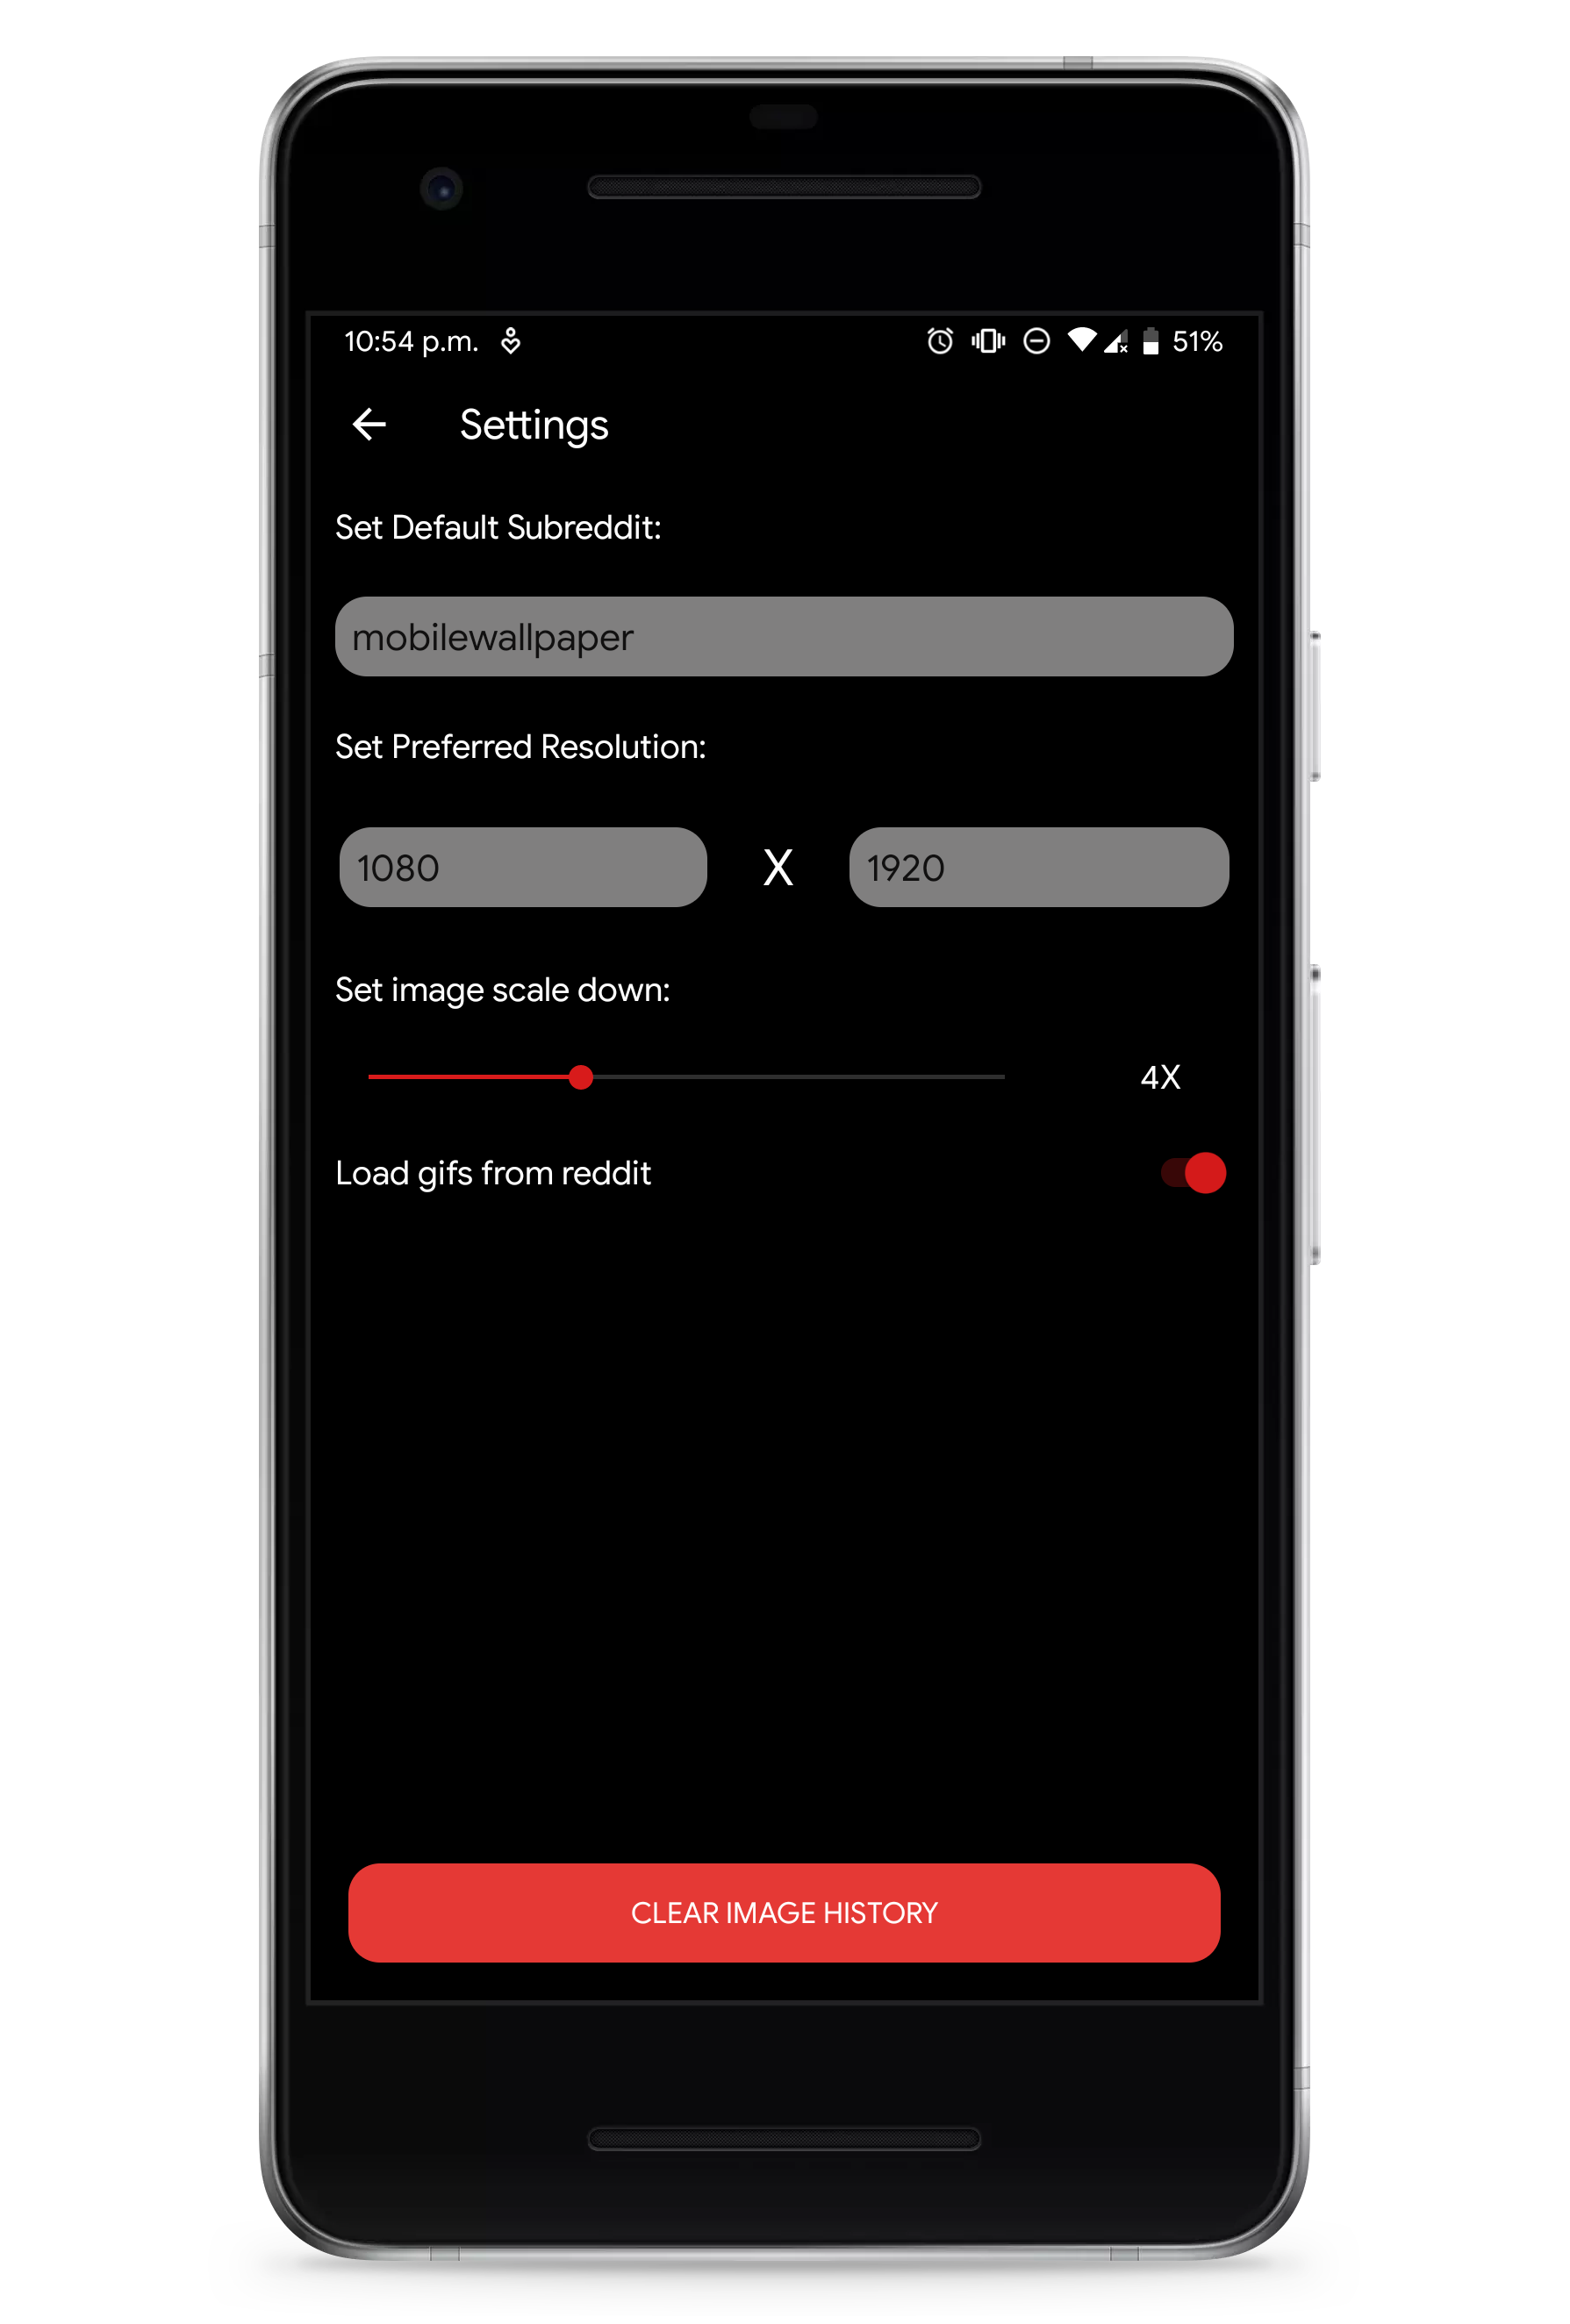 10:54 p.m. 51%
Settings
Set Default Subreddit:
mobilewallpaper
Set Preferred Resolution:
1080 X 1920
Set image scale down:
4X
Load gifs from reddit
CLEAR IMAGE HISTORY